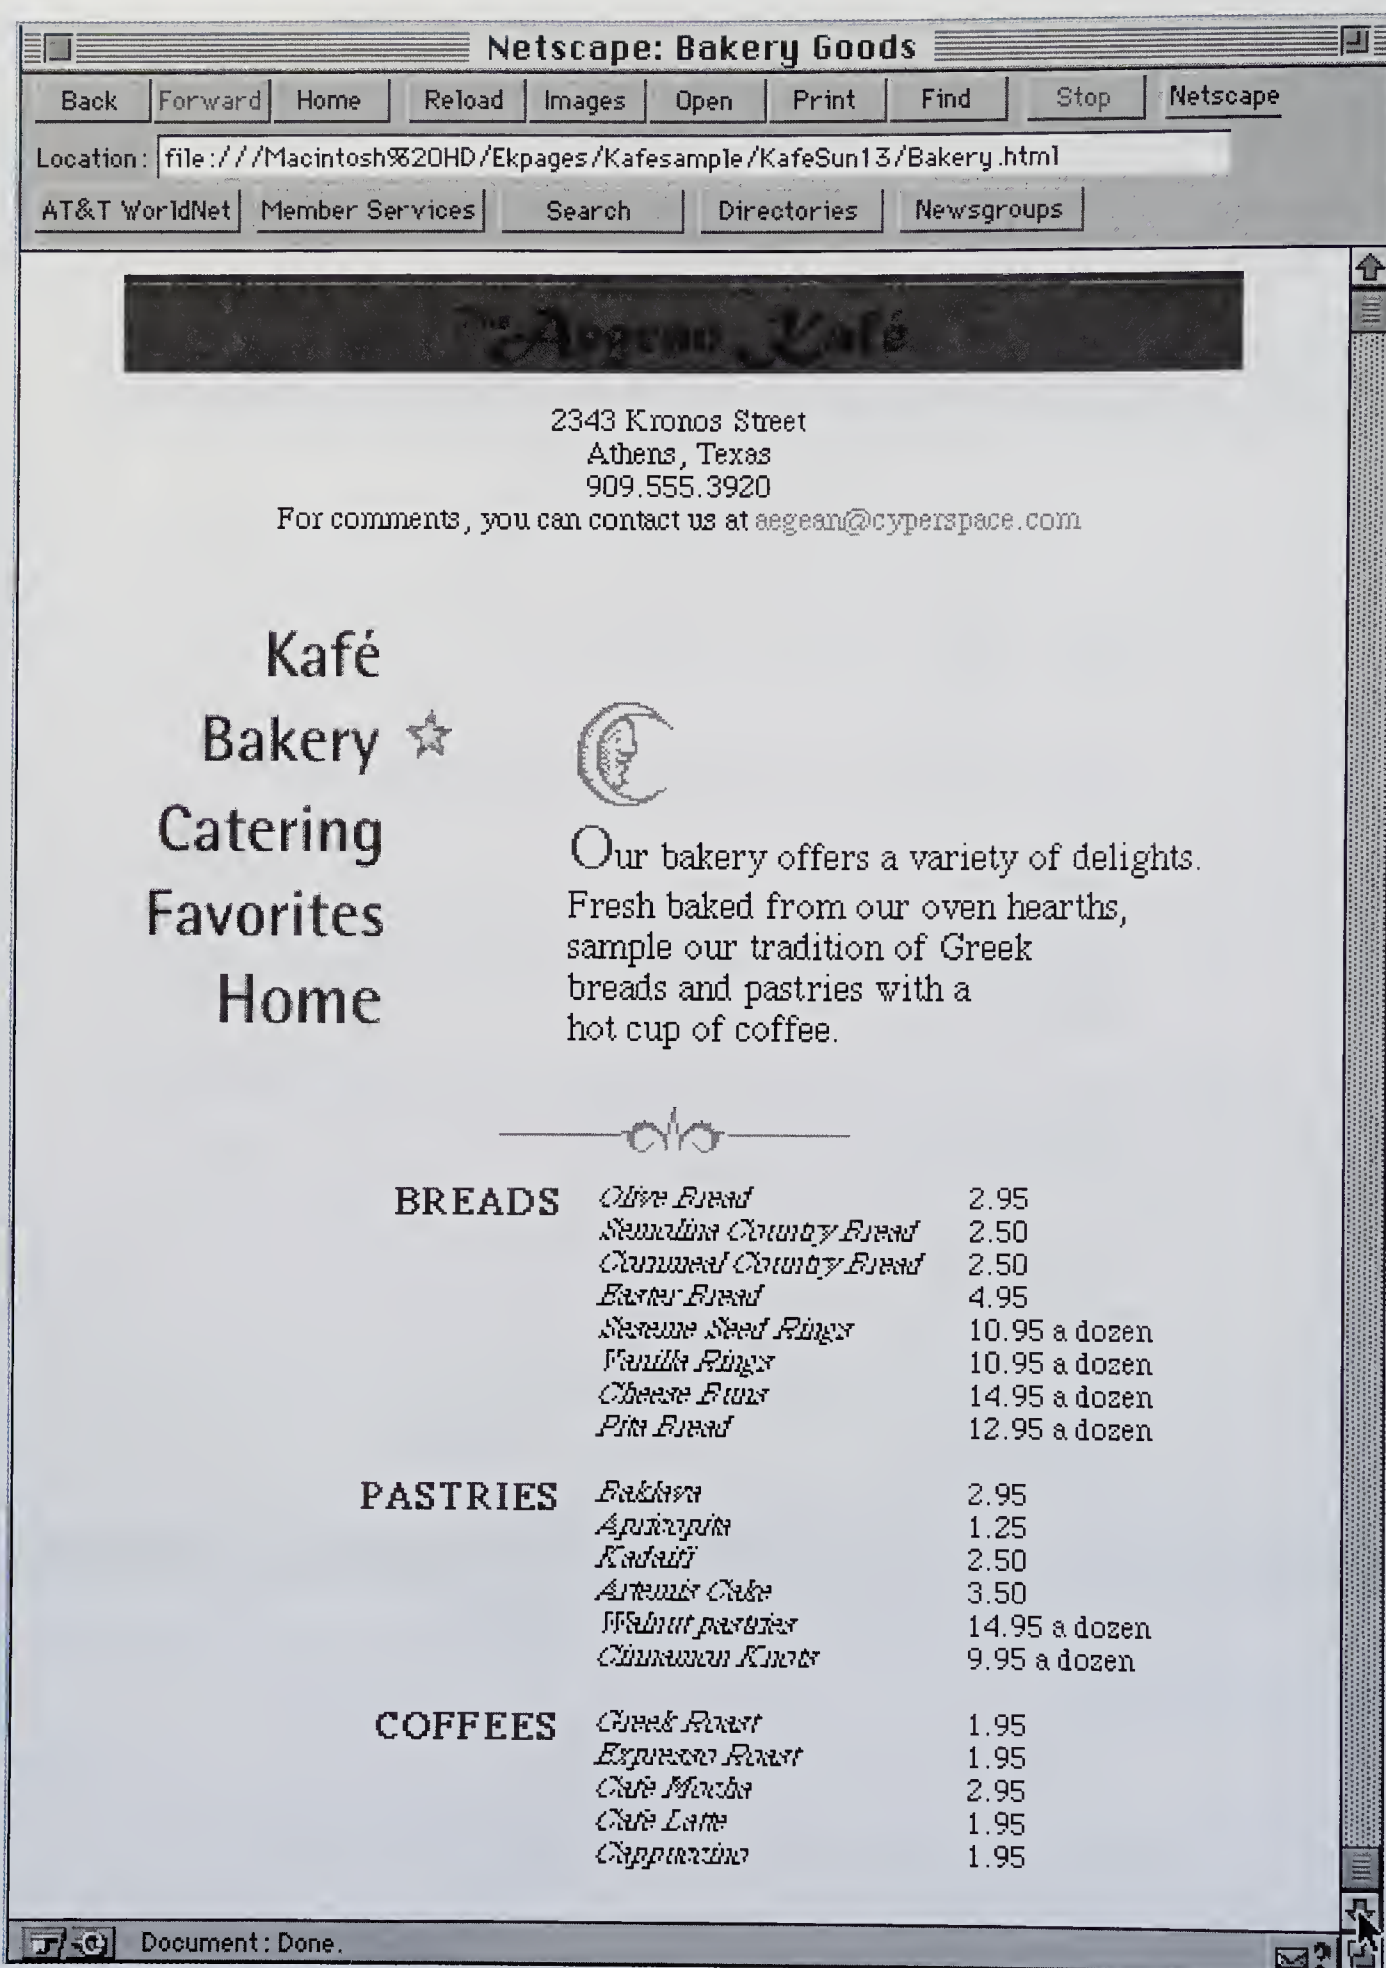 Netscape: Bakery Goods
Back Forward Home Reload Images Open Print Find Stop Netscape
Location: file:///Macintosh%20HD/Ekpages/Kafesample/KafeSun13/Bakery.html
AT&T WorldNet Member Services Search Directories Newsgroups
The Aegean Kafé
2343 Kronos Street
Athens, Texas
909.555.3920
For comments, you can contact us at aegean@cyperspace.com
Kafé
Bakery
Catering
Favorites
Home
Our bakery offers a variety of delights.
Fresh baked from our oven hearths,
sample our tradition of Greek
breads and pastries with a
hot cup of coffee.
BREADS Olive Bread 2.95
Semolina Country Bread 2.50
Cornmeal Country Bread 2.50
Easter Bread 4.95
Seseme Seed Rings 10.95 a dozen
Vanilla Rings 10.95 a dozen
Cheese Buns 14.95 a dozen
Pita Bread 12.95 a dozen
PASTRIES Baklava 2.95
Apricopita 1.25
Kadaifi 2.50
Artemis Cake 3.50
Walnut pastries 14.95 a dozen
Cinnamon Knots 9.95 a dozen
COFFEES Greek Roast 1.95
Expresso Roast 1.95
Cafe Mocha 2.95
Cafe Latte 1.95
Cappuccino 1.95
Document: Done.